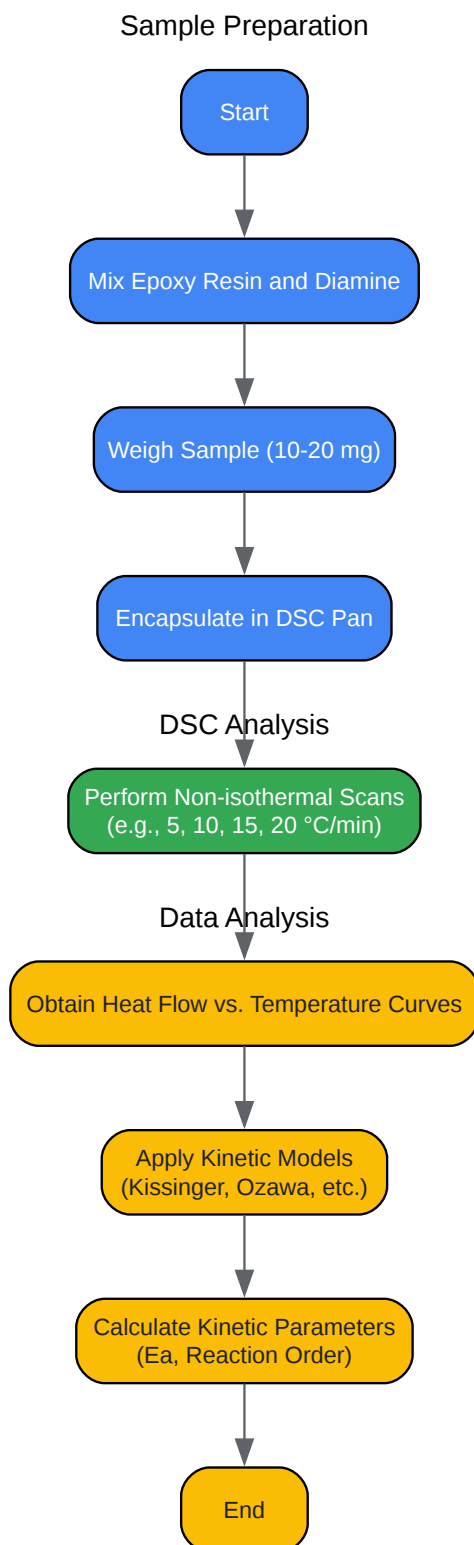 Sample Preparation
Start
Mix Epoxy Resin and Diamine
Weigh Sample (10-20 mg)
Encapsulate in DSC Pan
DSC Analysis
Perform Non-isothermal Scans
(e.g., 5, 10, 15, 20 °C/min)
Data Analysis
Obtain Heat Flow vs. Temperature Curves
Apply Kinetic Models
(Kissinger, Ozawa, etc.)
Calculate Kinetic Parameters
(Ea, Reaction Order)
End